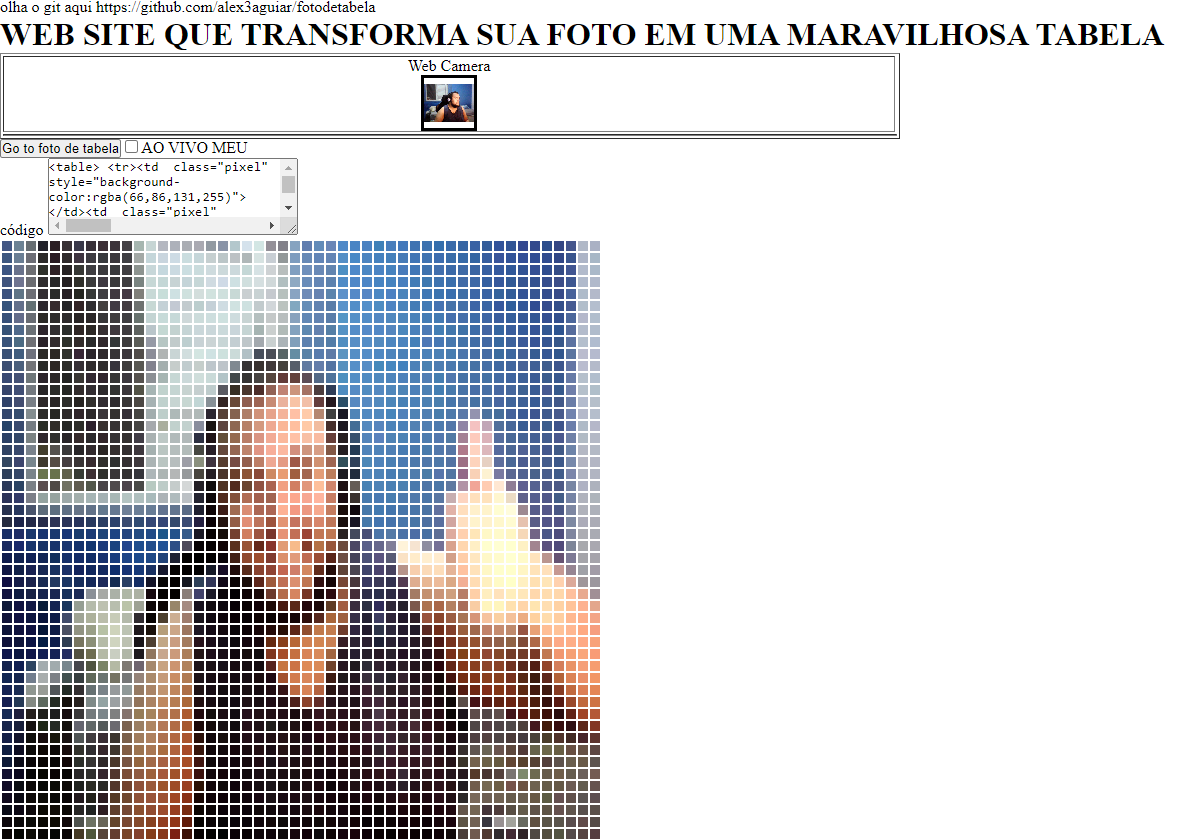 olha o git aqui https://github.com/alex3aguiar/fotodetabela
WEB SITE QUE TRANSFORMA SUA FOTO EM UMA MARAVILHOSA TABELA
Web Camera
Go to foto de tabela AO VIVO MEU
<table> <tr><td  class="pixel"
style="background-
color:rgba(66,86,131,255)">
</td><td  class="pixel"
código